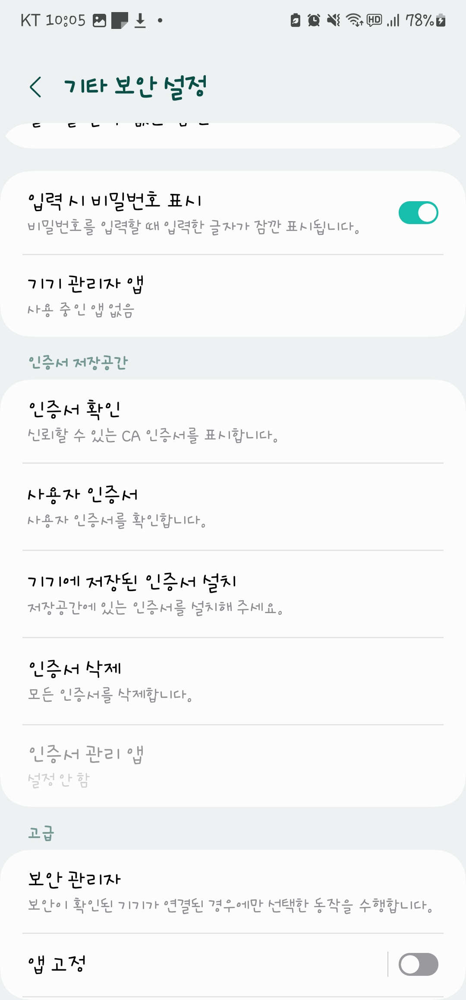 KT 10:05
HD 78%
기타 보안 설정
입력 시 비밀번호 표시
비밀번호를 입력할 때 입력한 글자가 잠깐 표시됩니다.
기기 관리자 앱
사용 중인 앱 없음
인증서 저장공간
인증서 확인
신뢰할 수 있는 CA 인증서를 표시합니다.
사용자 인증서
사용자 인증서를 확인합니다.
기기에 저장된 인증서 설치
저장공간에 있는 인증서를 설치해 주세요.
인증서 삭제
모든 인증서를 삭제합니다.
인증서 관리 앱
설정 안 함
고급
보안 관리자
보안이 확인된 기기가 연결된 경우에만 선택한 동작을 수행합니다.
앱 고정